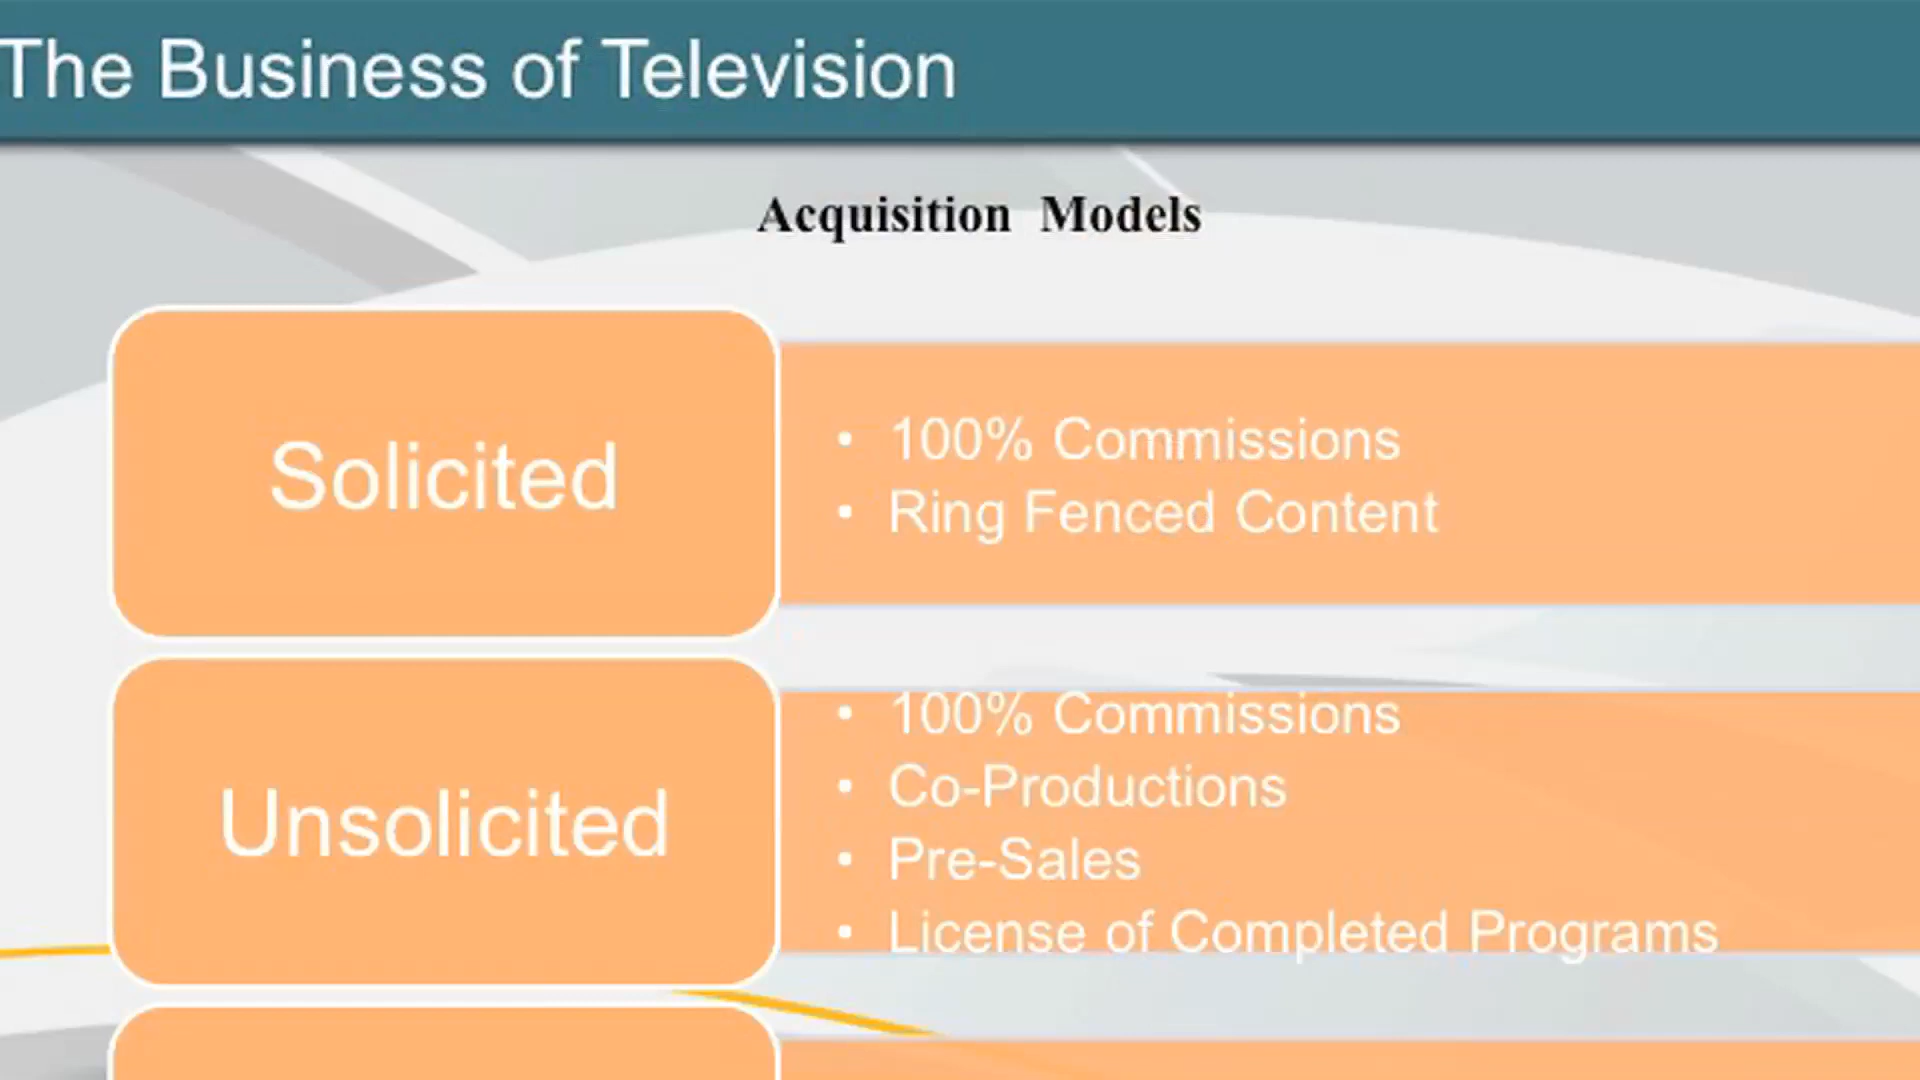 The Business of Television
Acquisition Models
Solicited
• 100% Commissions
• Ring Fenced Content
Unsolicited
• 100% Commissions
• Co-Productions
• Pre-Sales
• License of Completed Programs